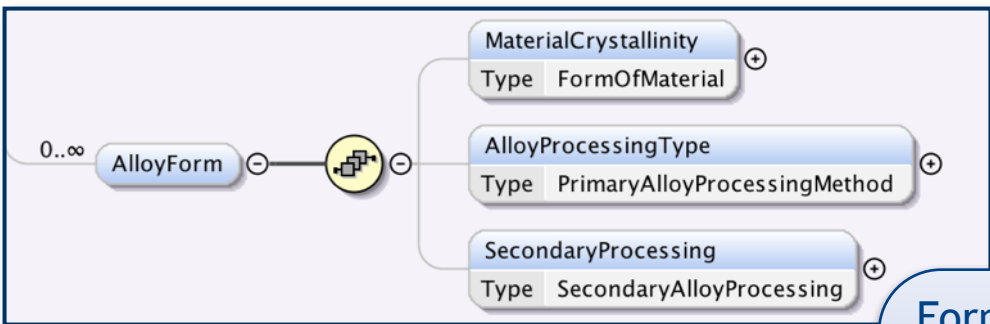 MaterialCrystallinity
Type FormOfMaterial
0..∞
AlloyForm
AlloyProcessingType
Type PrimaryAlloyProcessingMethod
SecondaryProcessing
Type SecondaryAlloyProcessing